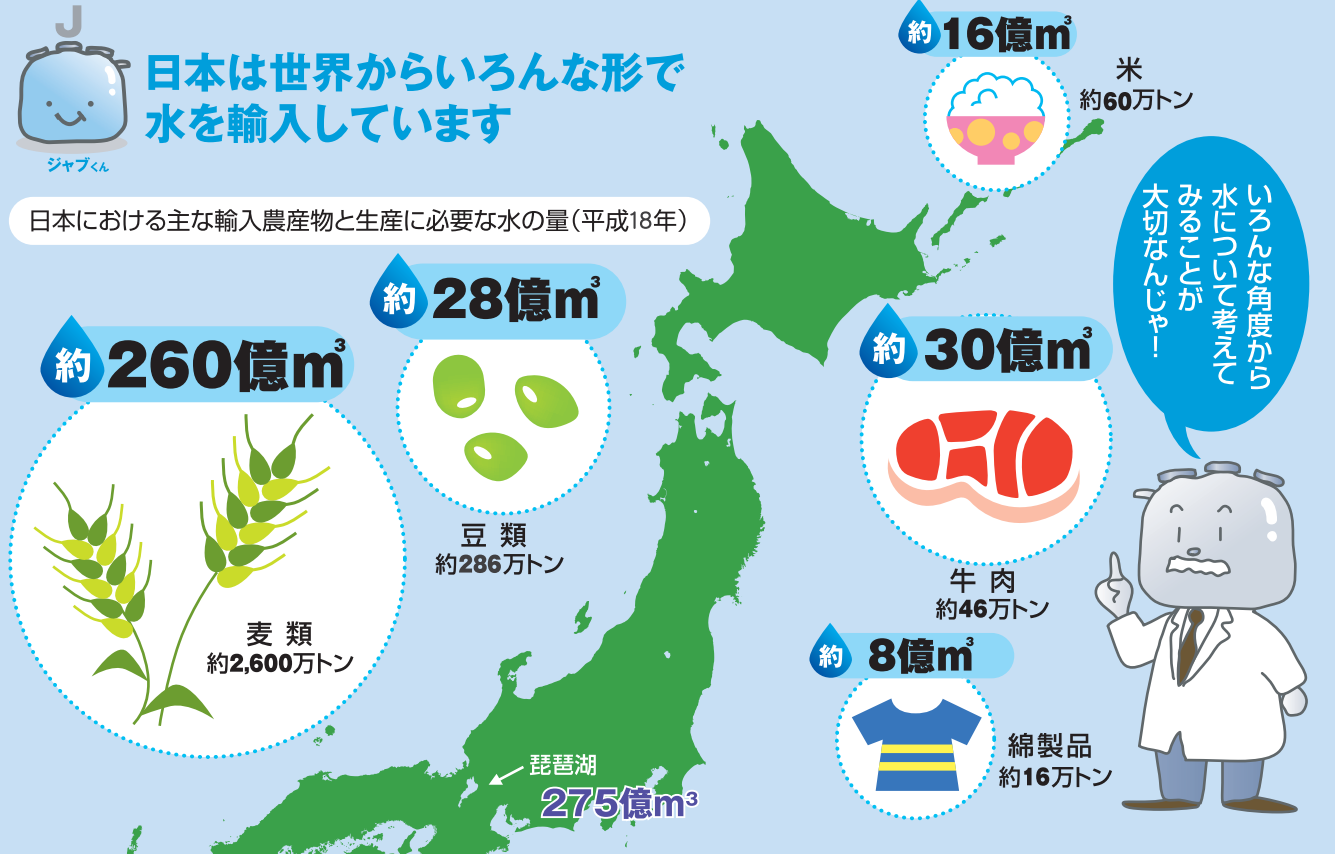 J
ジャブくん
日本は世界からいろんな形で
水を輸入しています
日本における主な輸入農産物と生産に必要な水の量（平成18年）
約260億㎥
麦類
約2,600万トン
約28億㎥
豆類
約286万トン
約16億㎥
米
約60万トン
約30億㎥
牛肉
約46万トン
約8億㎥
綿製品
約16万トン
琵琶湖
275億m³
いろんな角度から
水について考えて
みることが
大切なんじゃ！